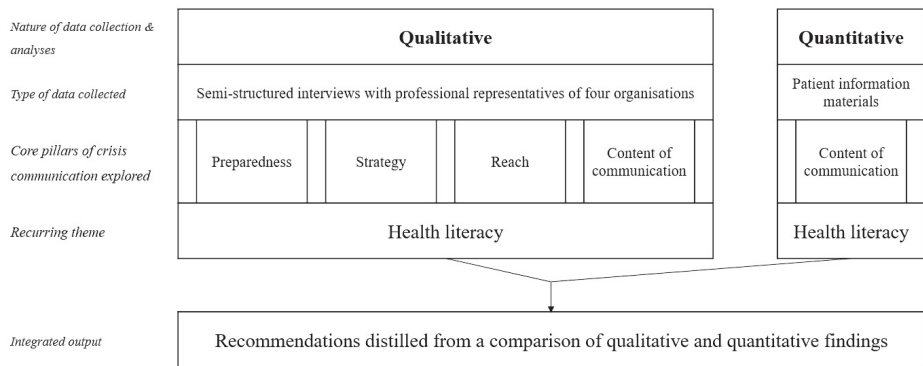 Nature of data collection &
analyses
Qualitative
Quantitative
Type of data collected
Semi-structured interviews with professional representatives of four organisations
Patient information
materials
Core pillars of crisis
communication explored
Preparedness
Strategy
Reach
Content of
communication
Content of
communication
Recurring theme
Health literacy
Health literacy
Integrated output
Recommendations distilled from a comparison of qualitative and quantitative findings